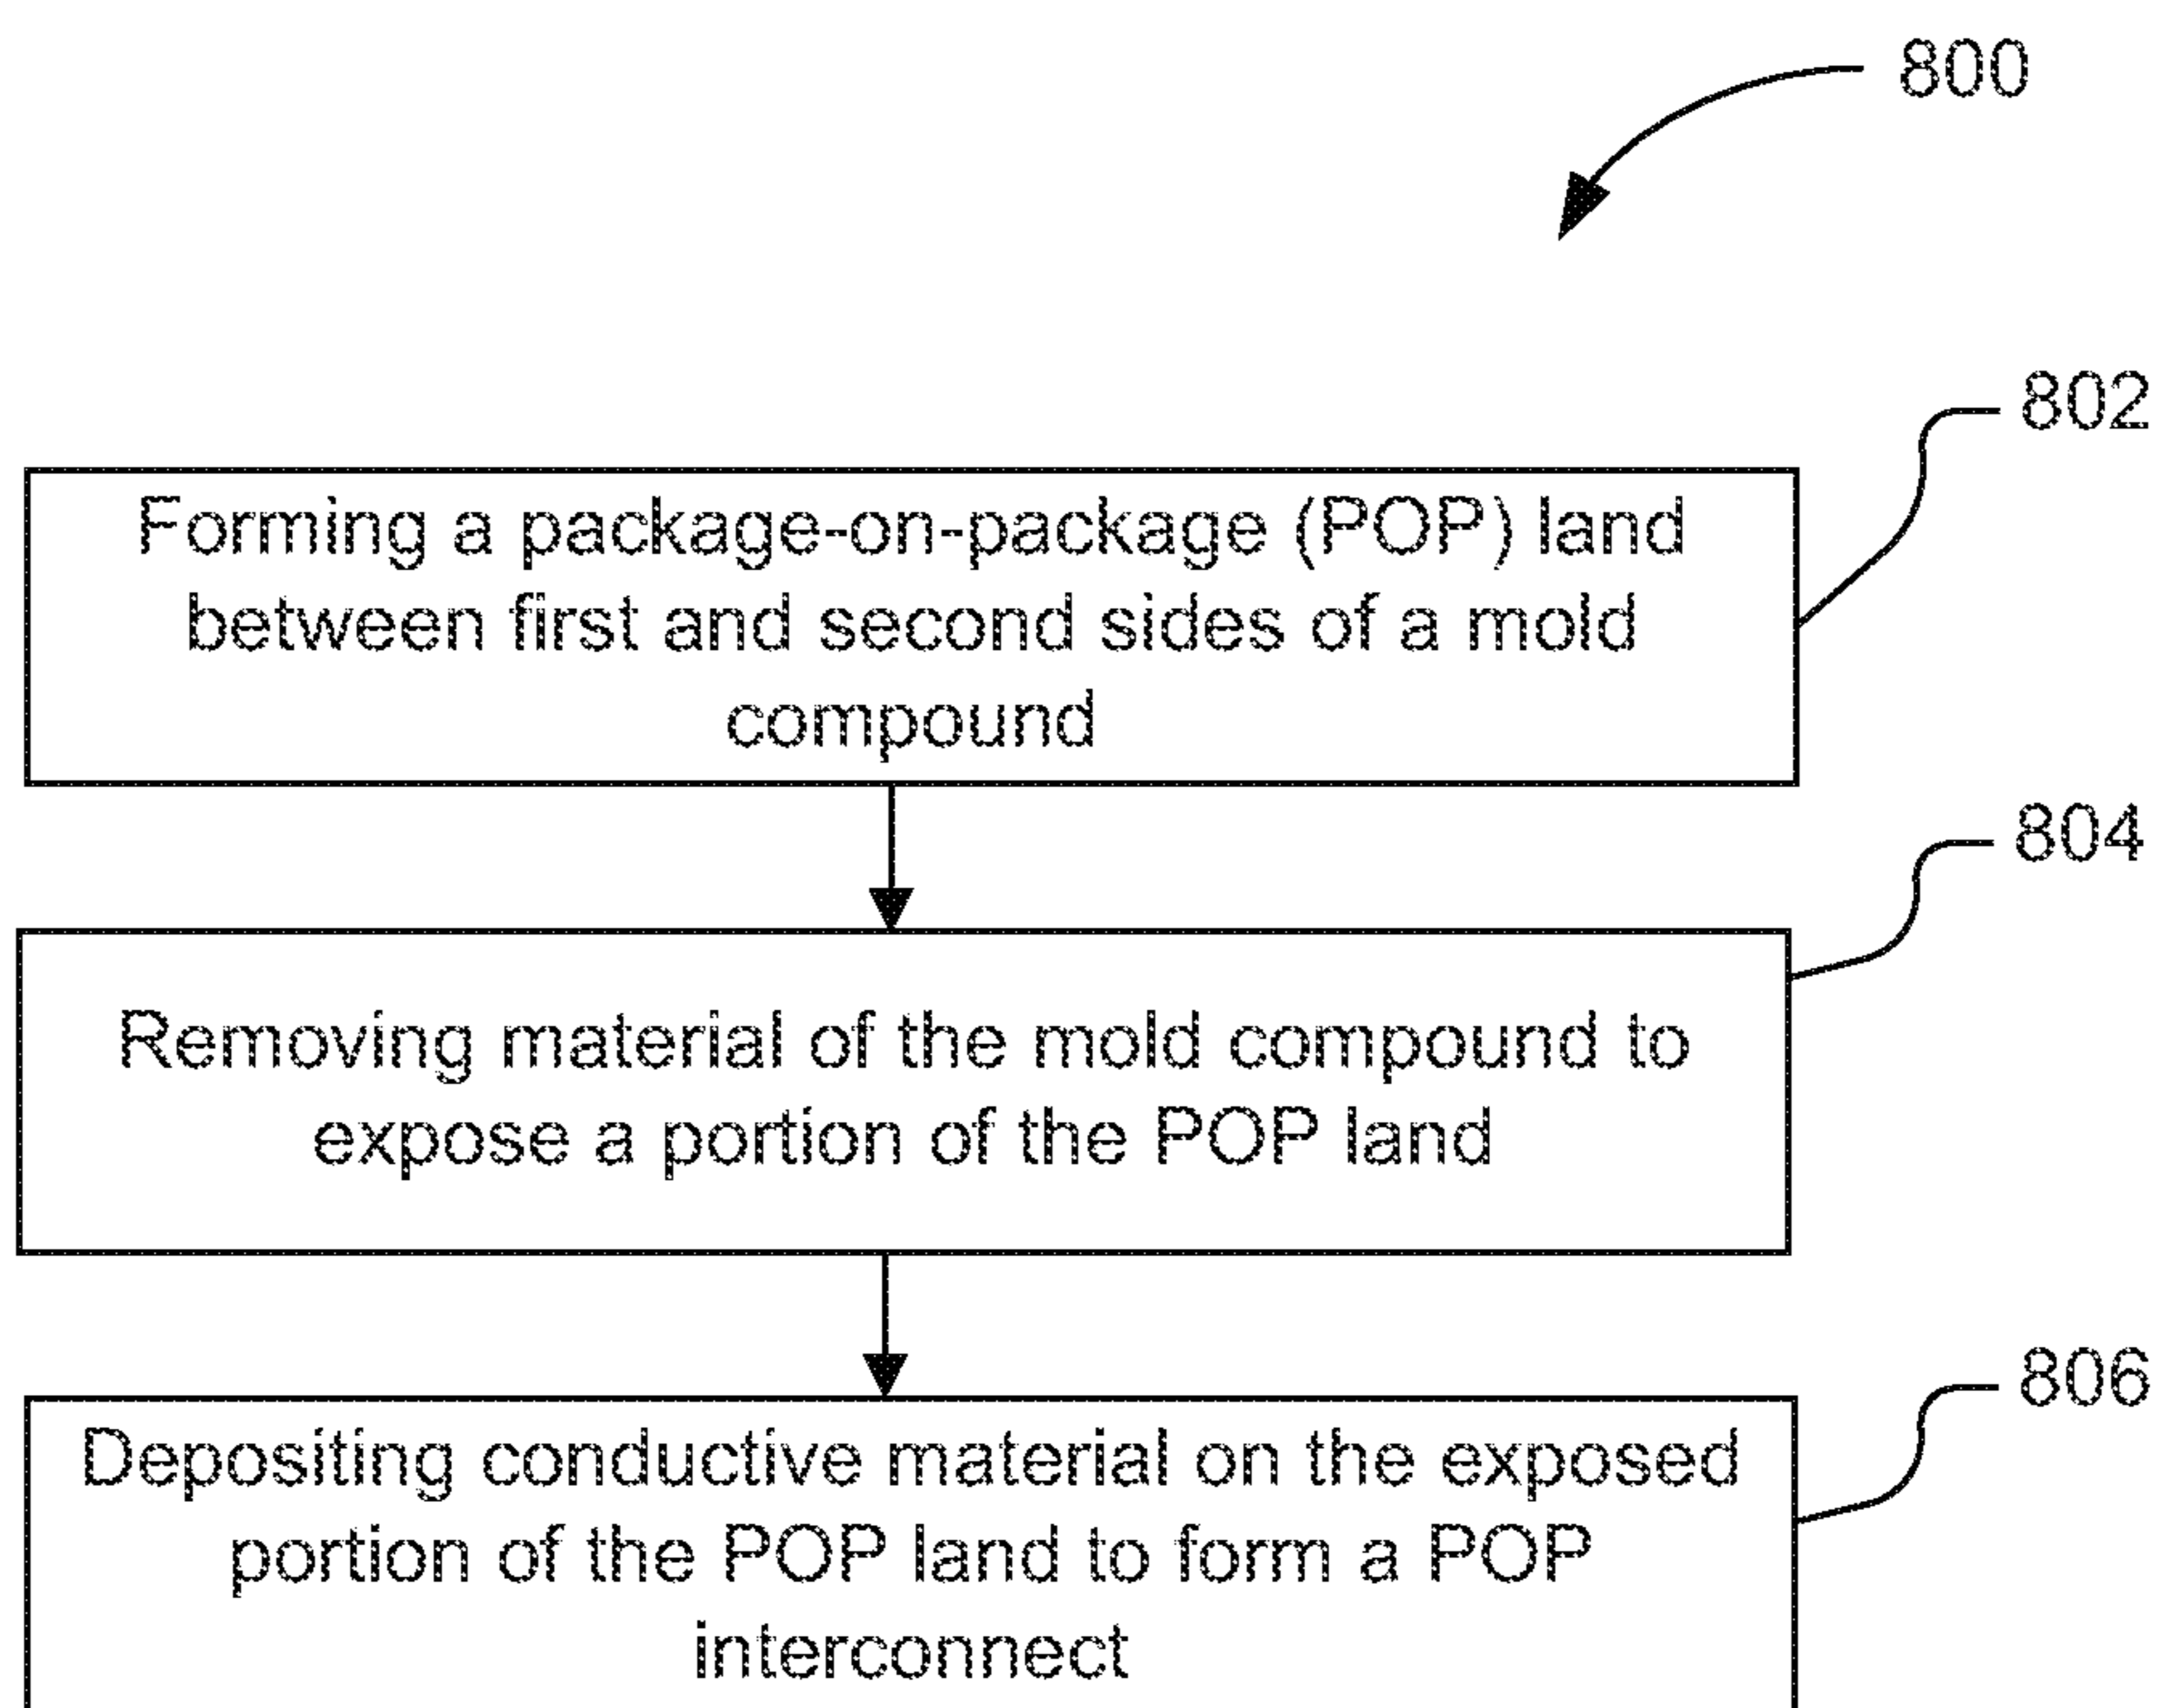 800
802
Forming a package-on-package (POP) land
between first and second sides of a mold
compound
804
Removing material of the mold compound to
expose a portion of the POP land
806
Depositing conductive material on the exposed
portion of the POP land to form a POP
interconnect